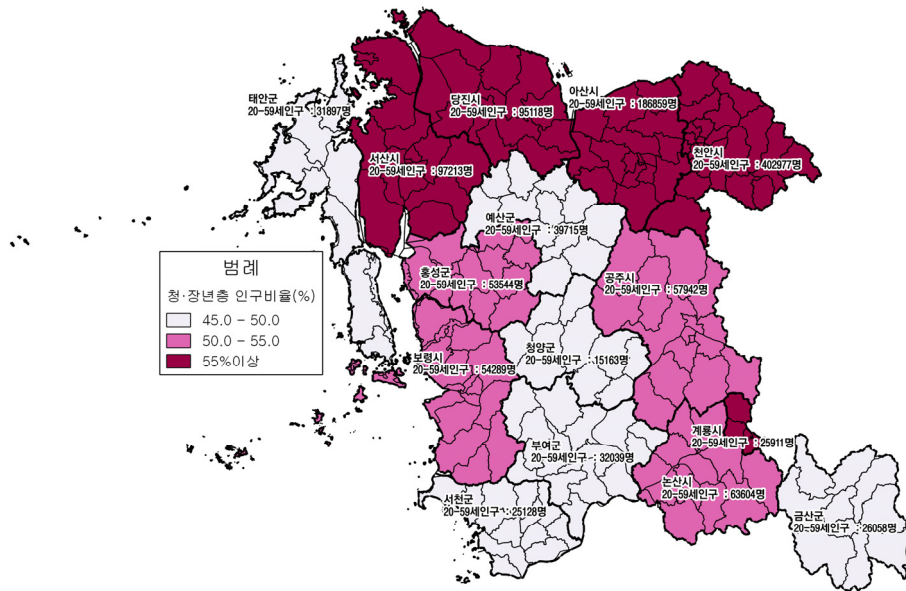 당진시
20-59세인구 : 95118명
아산시
20-59세인구 : 186859명
태안군
20-59세인구 : 31897명
천안시
20-59세인구 : 402977명
서산시
20-59세인구 : 97213명
예산군
20-59세인구 : 39715명
홍성군
20-59세인구 : 53544명
공주시
20-59세인구 : 57942명
범례
청·장년층 인구비율(%)
45.0 - 50.0
50.0 - 55.0
55%이상
청양군
20-59세인구 : 15163명
보령시
20-59세인구 : 54289명
계룡시
20-59세인구 : 25911명
부여군
20-59세인구 : 32039명
논산시
20-59세인구 : 63604명
서천군
20-59세인구 : 25128명
금산군
20-59세인구 : 26058명